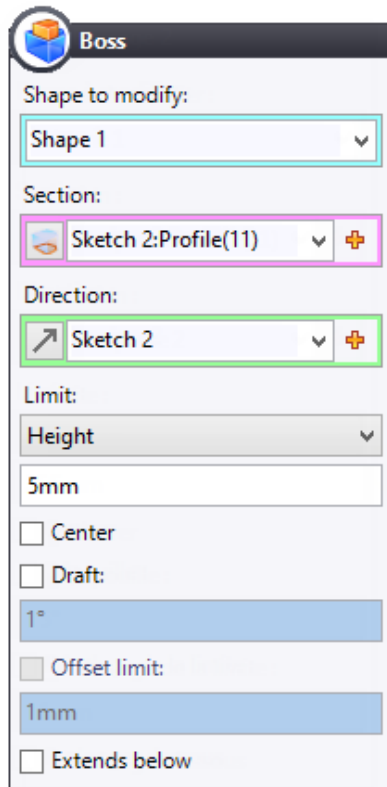 Boss
Shape to modify:
Shape 1
Section:
Sketch 2:Profile(11)
Direction:
Sketch 2
Limit:
Height
5mm
Center
Draft:
1°
Offset limit:
1mm
Extends below